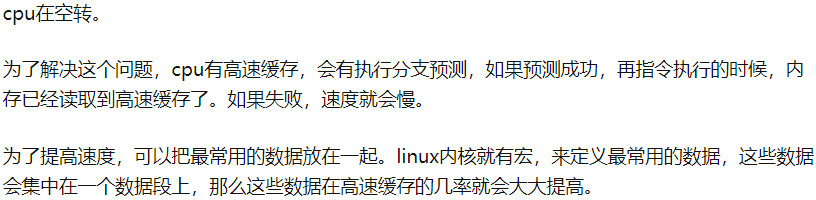 cpu在空转。
为了解决这个问题，cpu有高速缓存，会有执行分支预测，如果预测成功，再指令执行的时候，内
存已经读取到高速缓存了。如果失败，速度就会慢。
为了提高速度，可以把最常用的数据放在一起。linux内核就有宏，来定义最常用的数据，这些数据
会集中在一个数据段上，那么这些数据在高速缓存的几率就会大大提高。